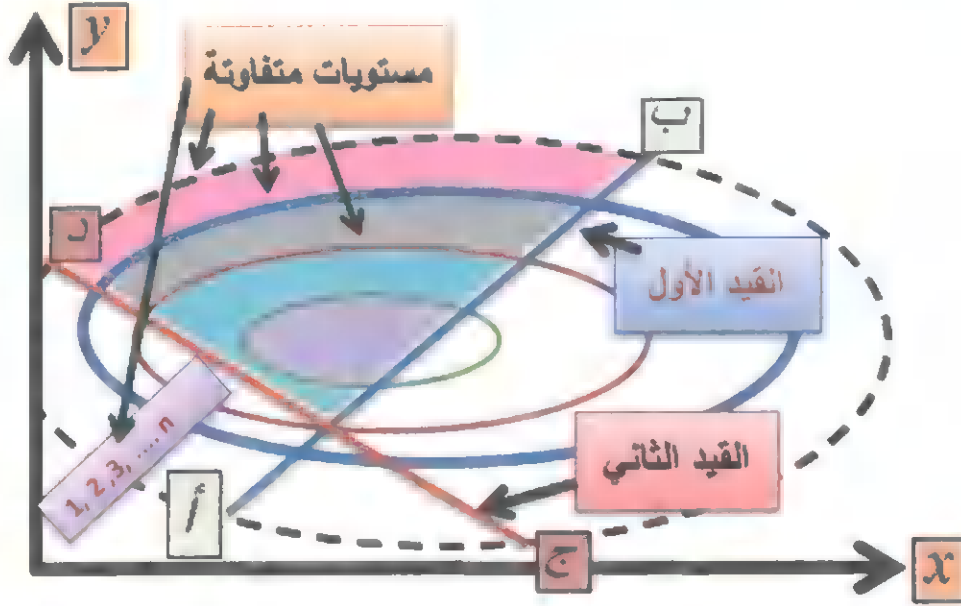 y
مستويات متفاوتة
ب
د
القيد الأول
القيد الثاني
1, 2 ,3, .... n
أ
ج
x